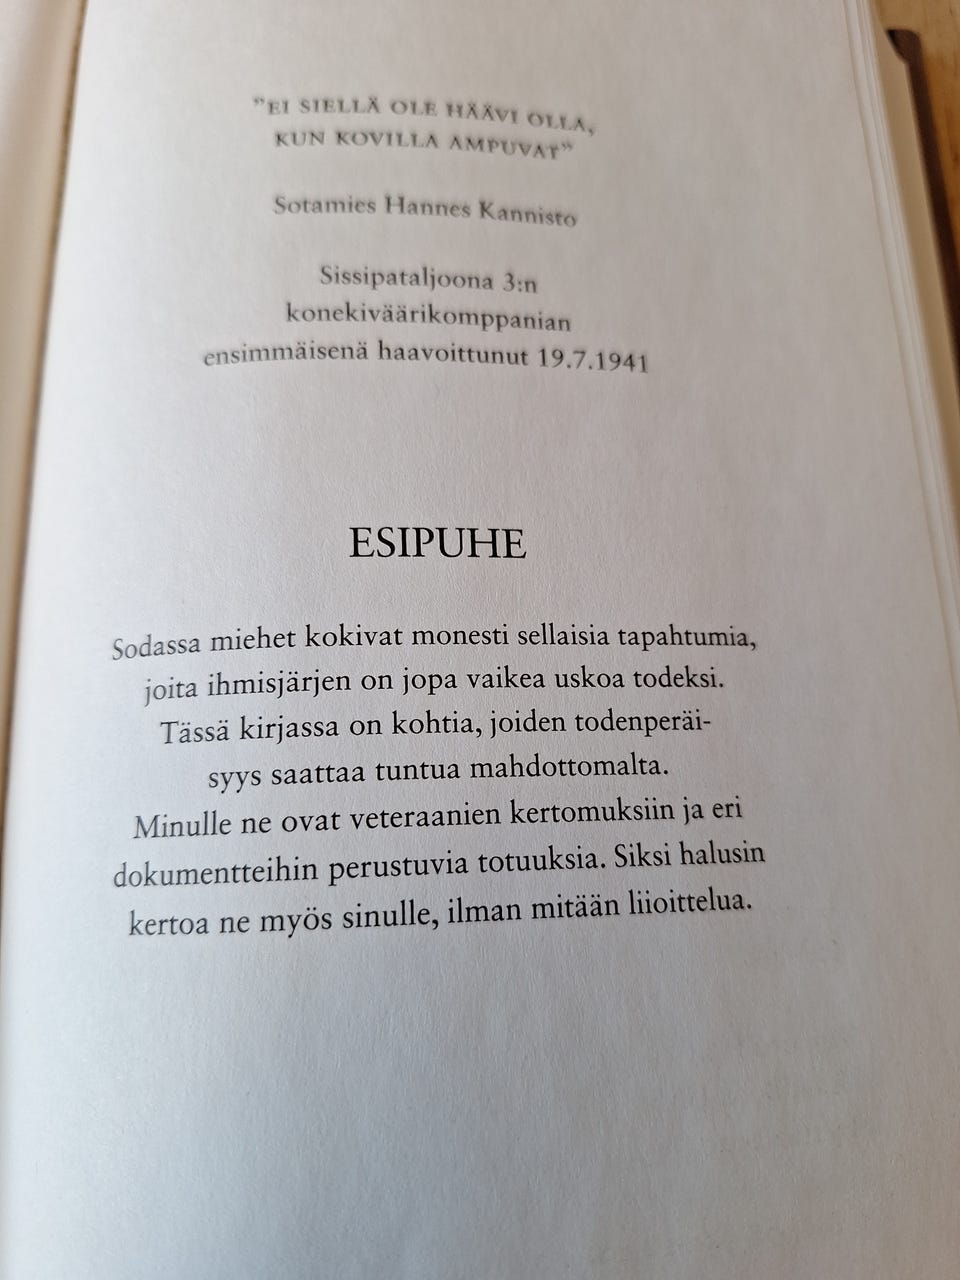 ”EI SIELLÄ OLE HÄÄVI OLLA,
KUN KOVILLA AMPUVAT”
Sotamies Hannes Kannisto
Sissipataljoona 3:n
konekiväärikomppanian
ensimmäisenä haavoittunut 19.7.1941
ESIPUHE
Sodassa miehet kokivat monesti sellaisia tapahtumia,
joita ihmisjärjen on jopa vaikea uskoa todeksi.
Tässä kirjassa on kohtia, joiden todenperäi-
syys saattaa tuntua mahdottomalta.
Minulle ne ovat veteraanien kertomuksiin ja eri
dokumentteihin perustuvia totuuksia. Siksi halusin
kertoa ne myös sinulle, ilman mitään liioittelua.